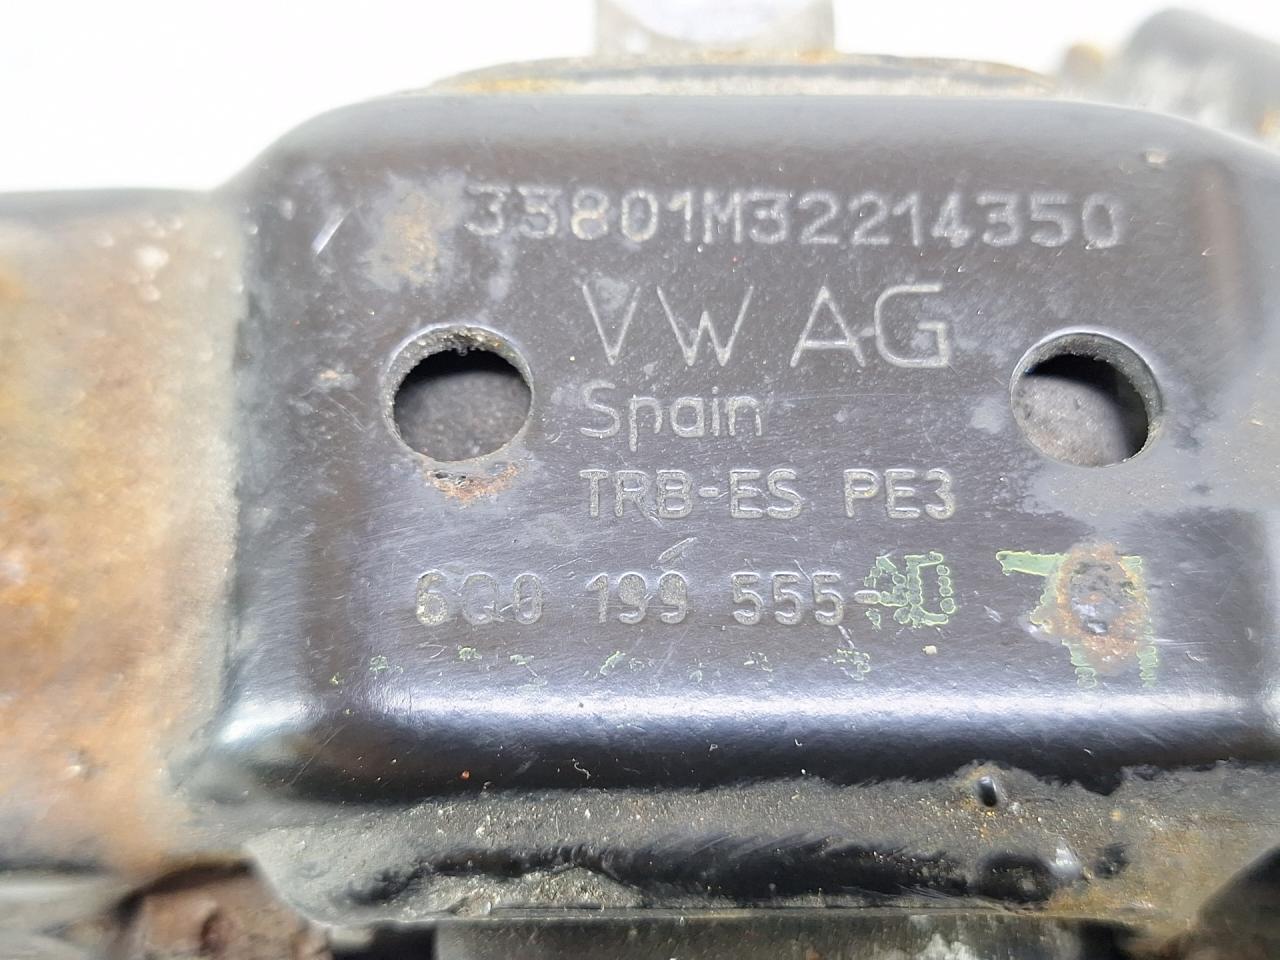 33801M32214350
VW AG
Spain
TRB-ES PE3
6Q0 199 555